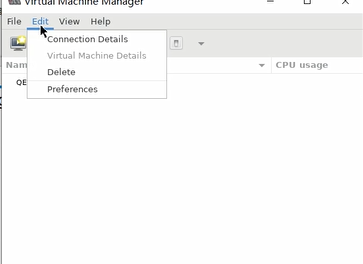 Virtual Machine Manager
File Edit View Help
Connection Details
Virtual Machine Details
Delete
Preferences
Nam
CPU usage
QE